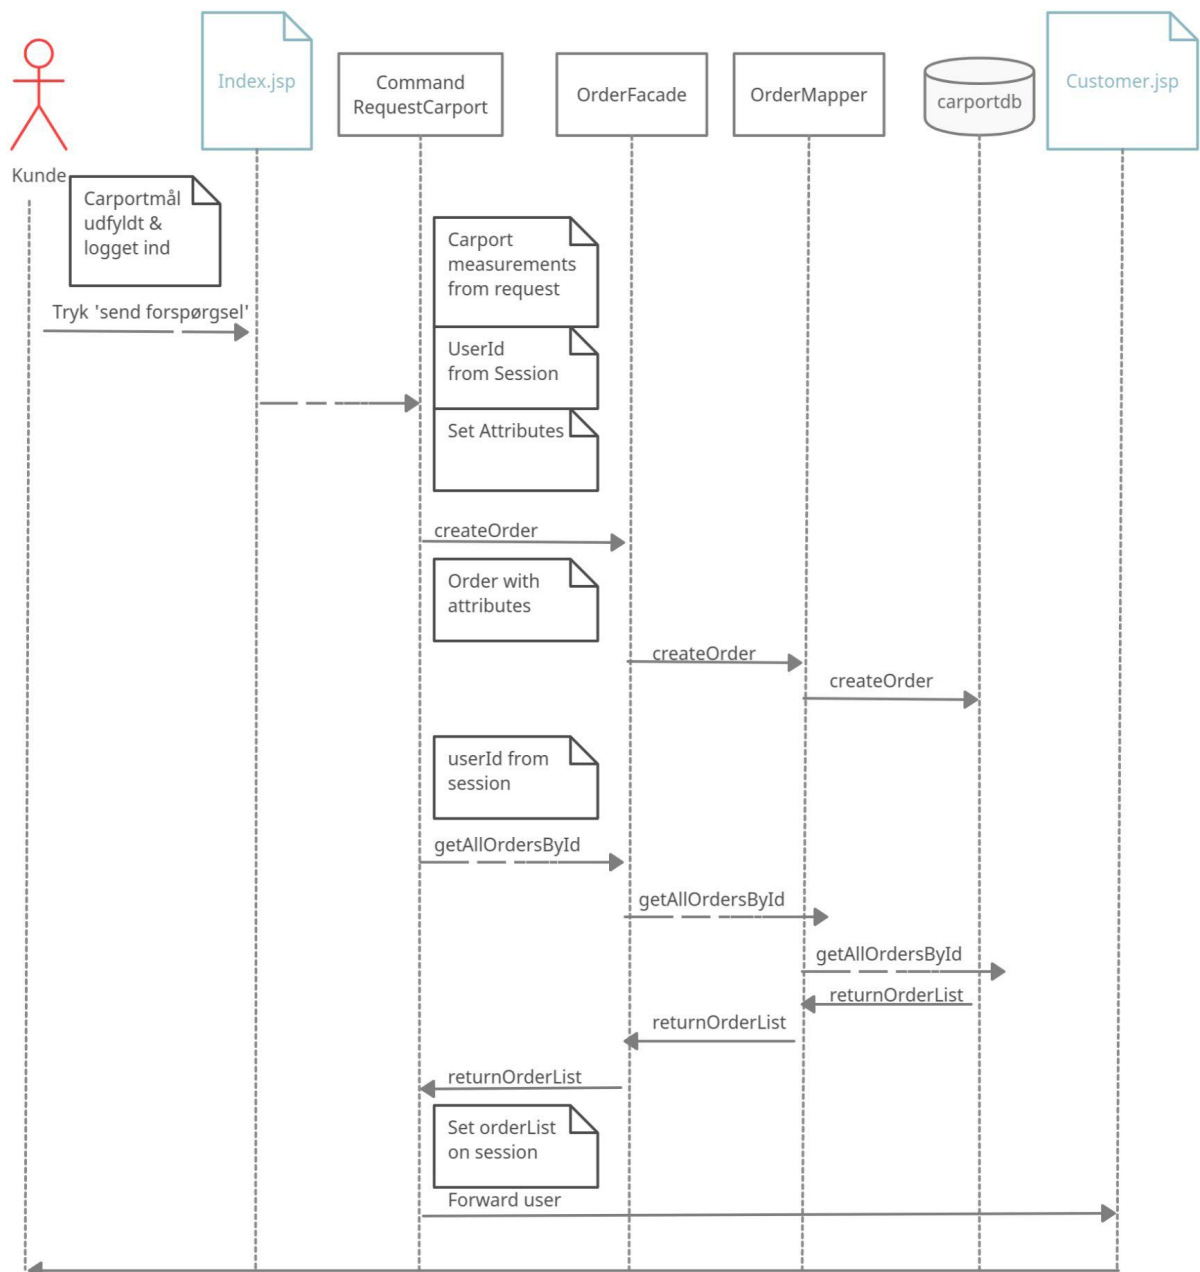 Index.jsp
Command
RequestCarport
OrderFacade
OrderMapper
carportdb
Customer.jsp
Kunde
Carportmål
udfyldt &
logget ind
Tryk 'send forspørgsel'
Carport
measurements
from request
UserId
from Session
Set Attributes
createOrder
Order with
attributes
createOrder
createOrder
userId from
session
getAllOrdersById
getAllOrdersById
getAllOrdersById
returnOrderList
returnOrderList
returnOrderList
Set orderList
on session
Forward user